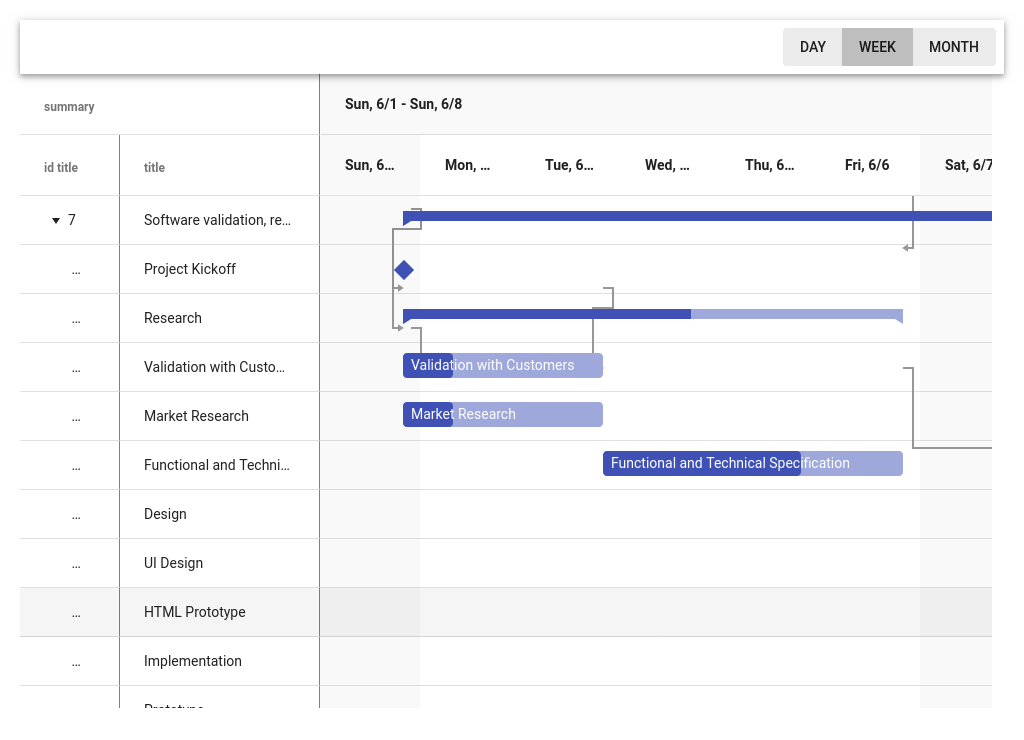 DAY WEEK MONTH
summary Sun, 6/1 - Sun, 6/8
id title title Sun, 6… Mon, … Tue, 6… Wed, … Thu, 6… Fri, 6/6 Sat, 6/7
7 Software validation, re…
… Project Kickoff
… Research
… Validation with Custo… Validation with Customers
… Market Research Market Research
… Functional and Techni… Functional and Technical Specification
… Design
… UI Design
… HTML Prototype
… Implementation
Prototype